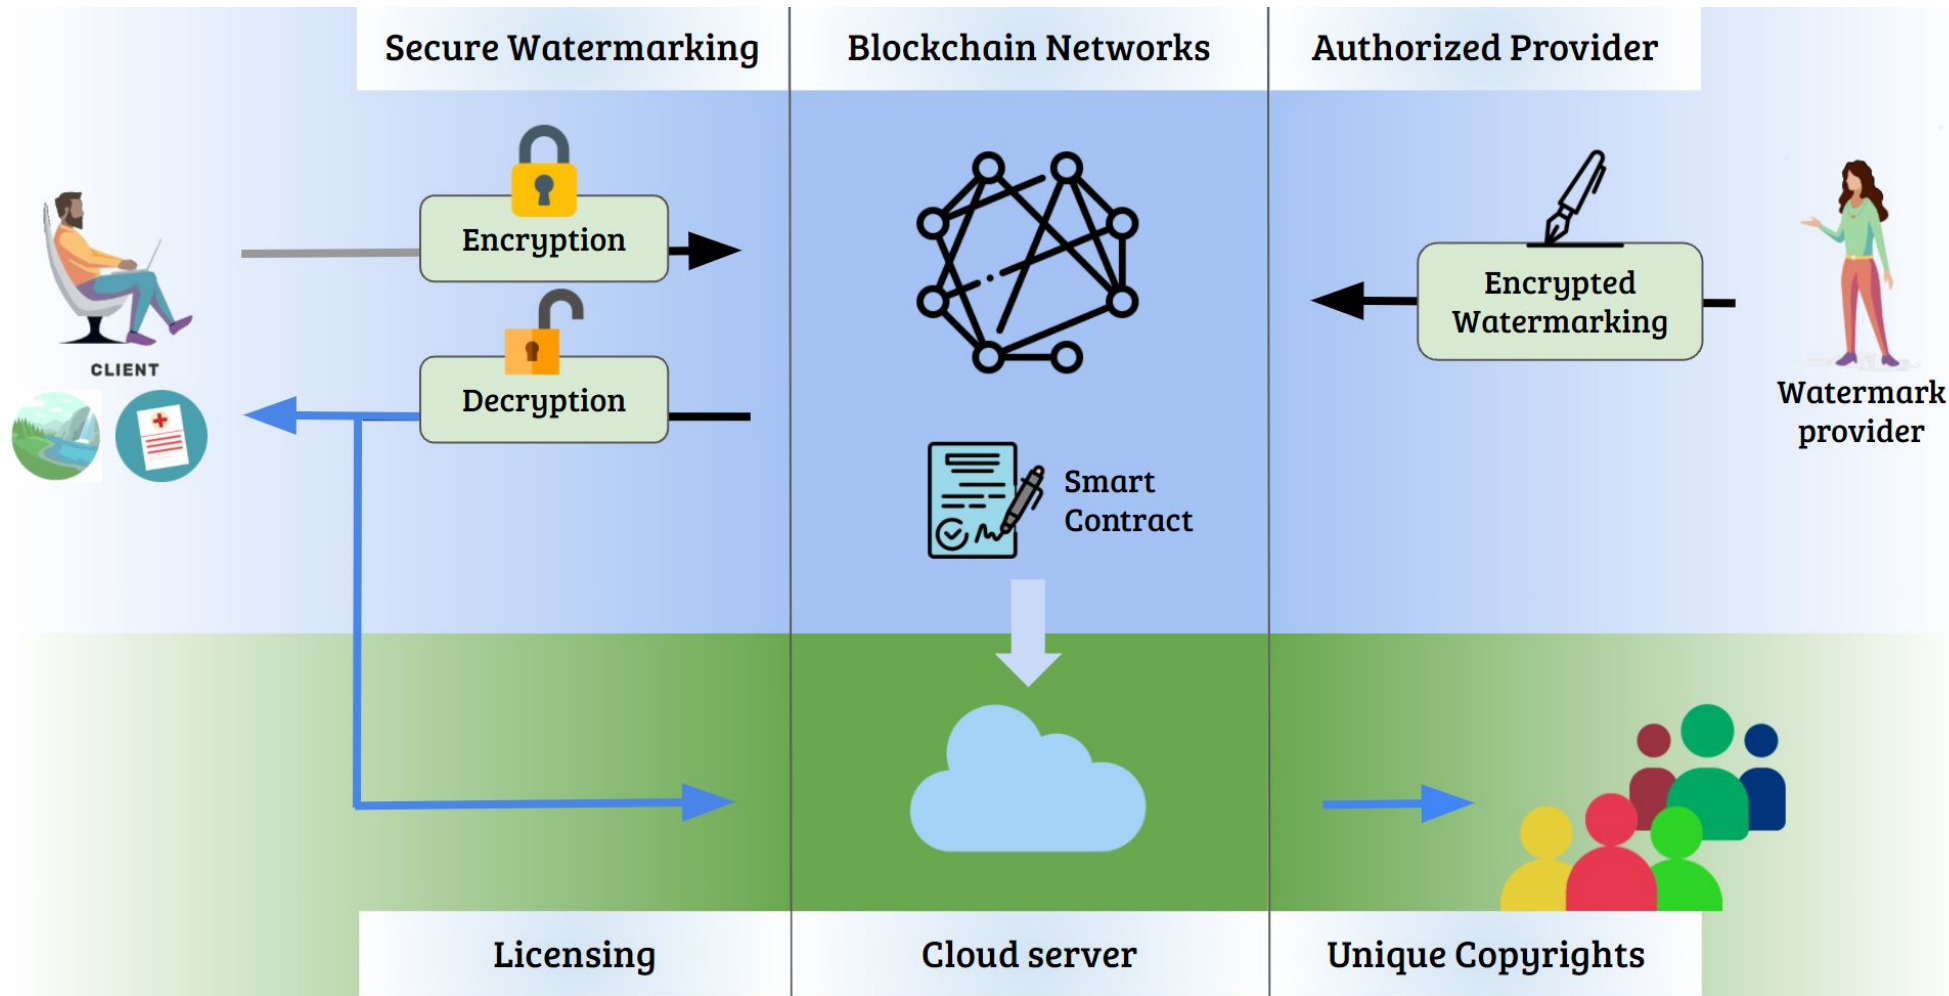 Secure Watermarking
Blockchain Networks
Authorized Provider
Encryption
Encrypted
Watermarking
CLIENT
Decryption
Watermark
provider
Smart
Contract
Licensing
Cloud server
Unique Copyrights